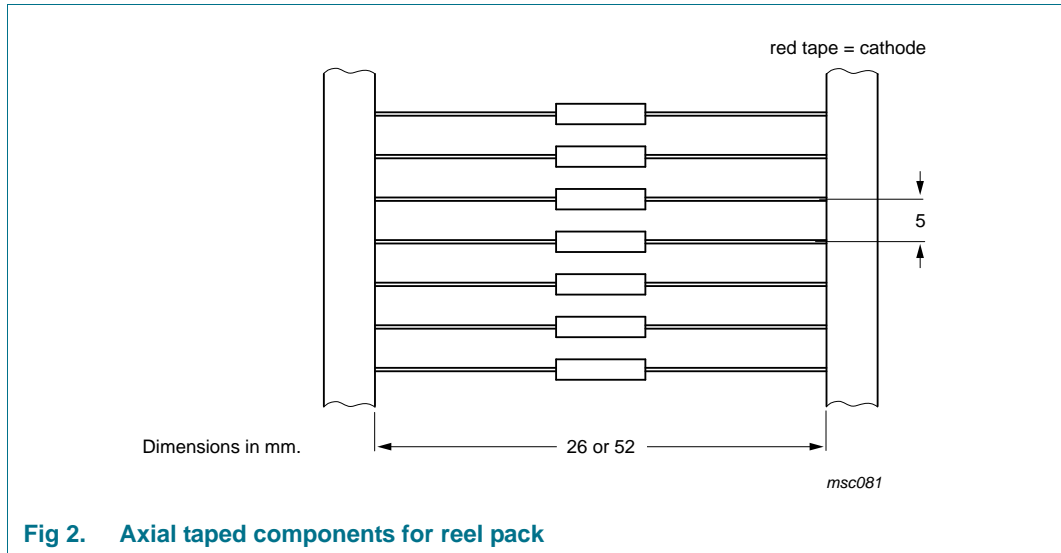 red tape = cathode
5
Dimensions in mm.
26 or 52
msc081
Fig 2. Axial taped components for reel pack